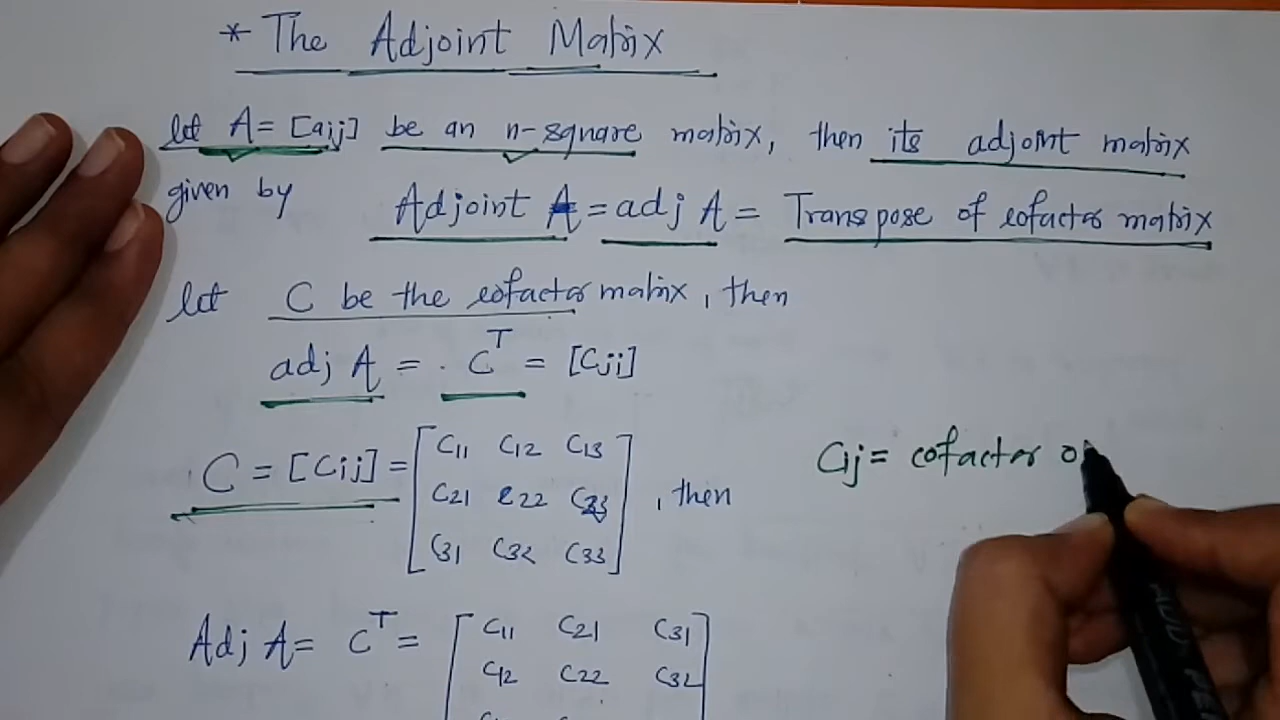 * The Adjoint Matrix
let A = [aij] be an n-square matrix, then its adjoint matrix
given by Adjoint A = adj A = Transpose of cofactor matrix
let C be the cofactor matrix, then
adj A = . C^T = [Cji]
C = [Cij] = [C11 C12 C13
C21 C22 C23
C31 C32 C33] , then
Cij = cofactor o
Adj A = C^T = [C11 C21 C31
C12 C22 C32